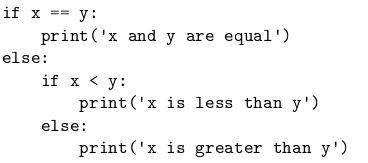 if x == y:
    print('x and y are equal')
else:
    if x < y:
        print('x is less than y')
    else:
        print('x is greater than y')